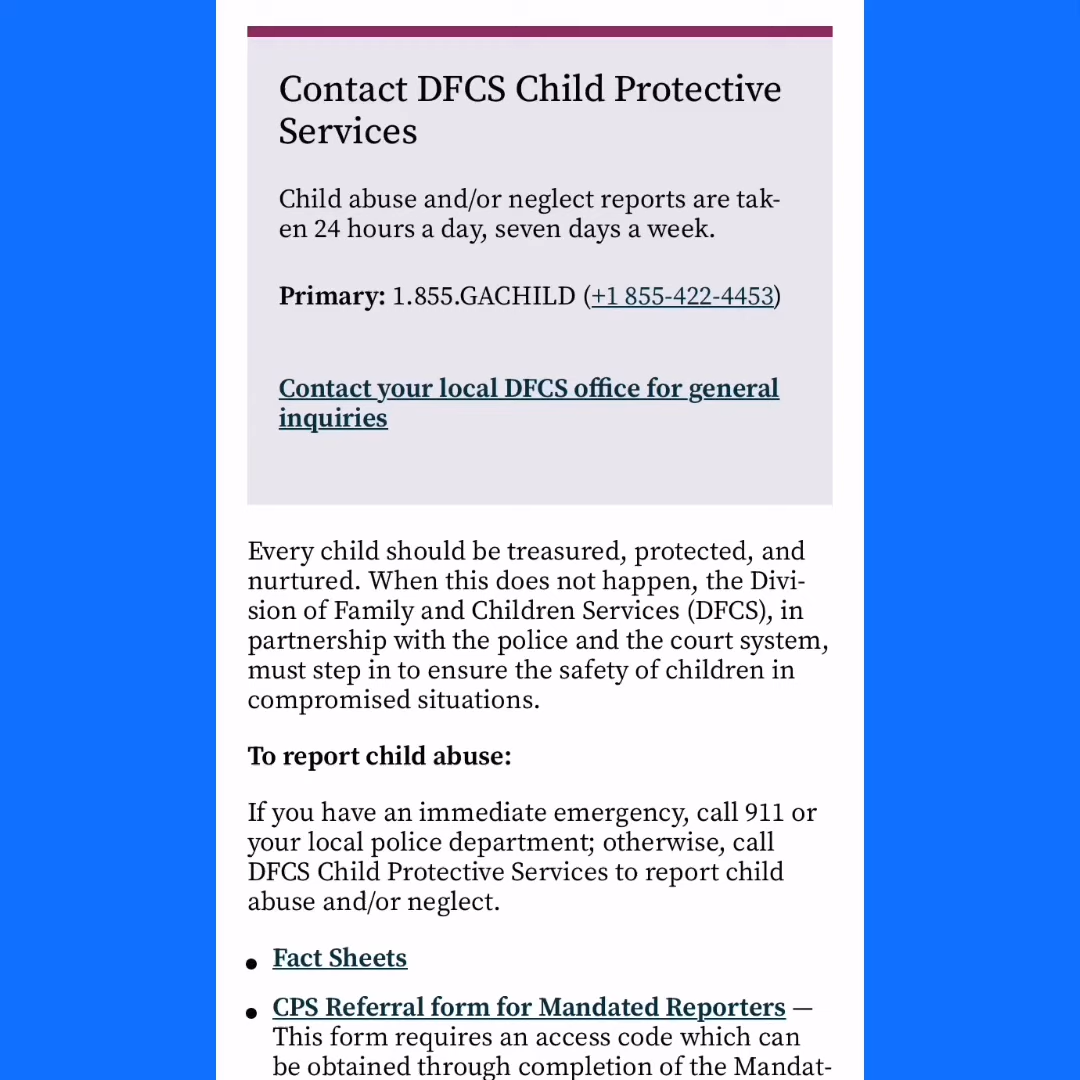 Contact DFCS Child Protective
Services
Child abuse and/or neglect reports are tak-
en 24 hours a day, seven days a week.
Primary: 1.855.GACHILD (+1 855-422-4453)
Contact your local DFCS office for general
inquiries
Every child should be treasured, protected, and
nurtured. When this does not happen, the Divi-
sion of Family and Children Services (DFCS), in
partnership with the police and the court system,
must step in to ensure the safety of children in
compromised situations.
To report child abuse:
If you have an immediate emergency, call 911 or
your local police department; otherwise, call
DFCS Child Protective Services to report child
abuse and/or neglect.
• Fact Sheets
• CPS Referral form for Mandated Reporters —
This form requires an access code which can
be obtained through completion of the Mandat-